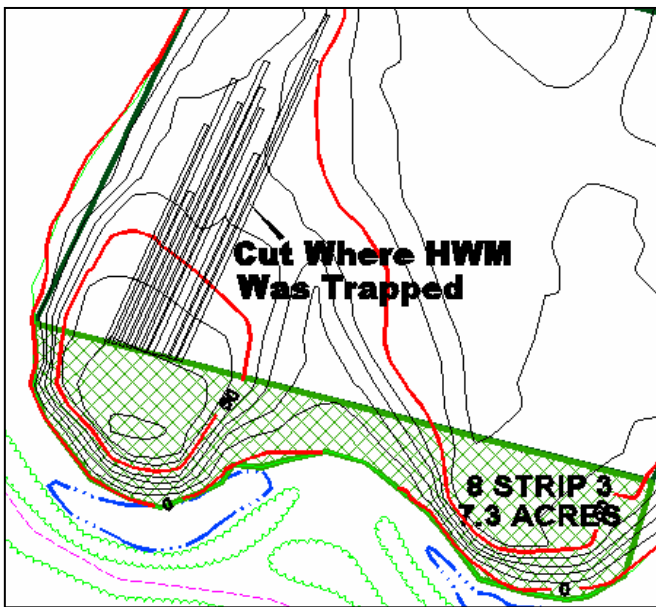 Cut Where HWM
Was Trapped
8 STRIP 3
7.3 ACRES
0
0